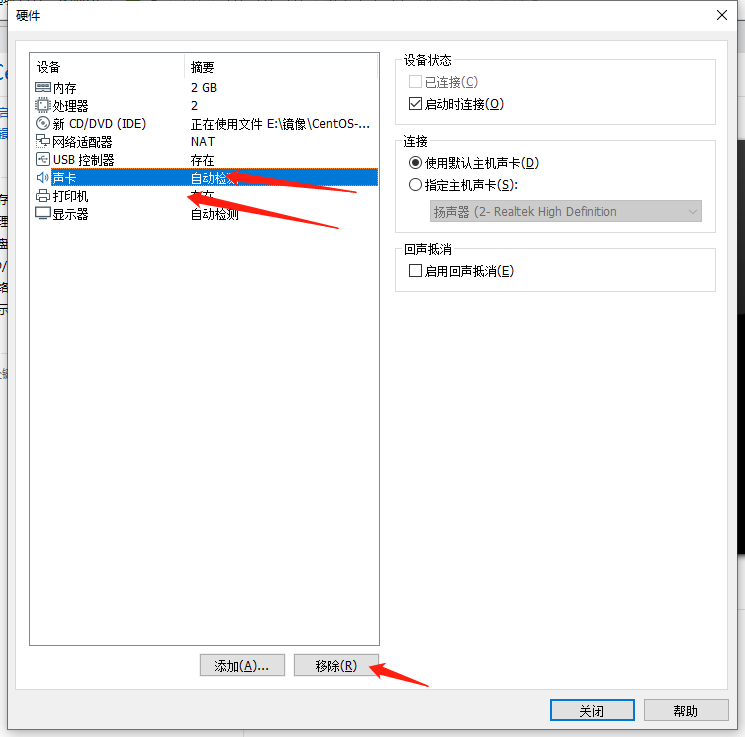 硬件
设备 摘要
内存 2 GB
处理器 2
新 CD/DVD (IDE) 正在使用文件 E:\镜像\CentOS-...
网络适配器 NAT
USB 控制器 存在
声卡 自动检测
打印机 存在
显示器 自动检测
添加(A)...
移除(R)
设备状态
已连接(C)
启动时连接(O)
连接
使用默认主机声卡(D)
指定主机声卡(S):
扬声器 (2- Realtek High Definition
回声抵消
启用回声抵消(E)
关闭
帮助